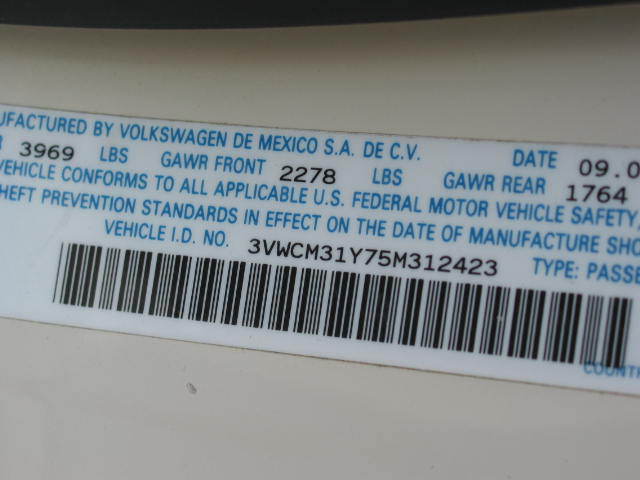 UFACTURED BY VOLKSWAGEN DE MEXICO S.A. DE C.V. DATE 09.0
R 3969 LBS GAWR FRONT 2278 LBS GAWR REAR 1764
VEHICLE CONFORMS TO ALL APPLICABLE U.S. FEDERAL MOTOR VEHICLE SAFETY,
HEFT PREVENTION STANDARDS IN EFFECT ON THE DATE OF MANUFACTURE SHO
VEHICLE I.D. NO. 3VWCM31Y75M312423 TYPE: PASSE
COUNTR